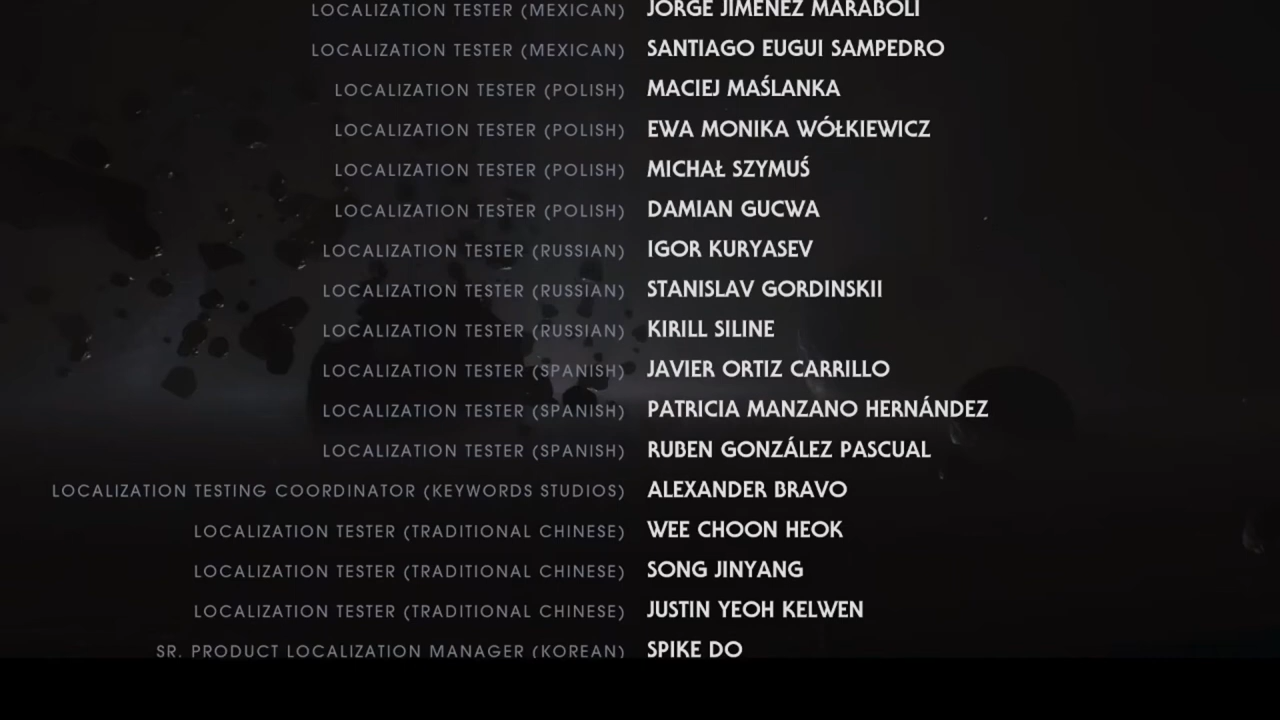 LOCALIZATION TESTER (MEXICAN) JORGE JIMENEZ MARABOLI
LOCALIZATION TESTER (MEXICAN) SANTIAGO EUGUI SAMPEDRO
LOCALIZATION TESTER (POLISH) MACIEJ MAŚLANKA
LOCALIZATION TESTER (POLISH) EWA MONIKA WÓŁKIEWICZ
LOCALIZATION TESTER (POLISH) MICHAŁ SZYMUŚ
LOCALIZATION TESTER (POLISH) DAMIAN GUCWA
LOCALIZATION TESTER (RUSSIAN) IGOR KURYASEV
LOCALIZATION TESTER (RUSSIAN) STANISLAV GORDINSKII
LOCALIZATION TESTER (RUSSIAN) KIRILL SILINE
LOCALIZATION TESTER (SPANISH) JAVIER ORTIZ CARRILLO
LOCALIZATION TESTER (SPANISH) PATRICIA MANZANO HERNÁNDEZ
LOCALIZATION TESTER (SPANISH) RUBEN GONZÁLEZ PASCUAL
LOCALIZATION TESTING COORDINATOR (KEYWORDS STUDIOS) ALEXANDER BRAVO
LOCALIZATION TESTER (TRADITIONAL CHINESE) WEE CHOON HEOK
LOCALIZATION TESTER (TRADITIONAL CHINESE) SONG JINYANG
LOCALIZATION TESTER (TRADITIONAL CHINESE) JUSTIN YEOH KELWEN
SR. PRODUCT LOCALIZATION MANAGER (KOREAN) SPIKE DO